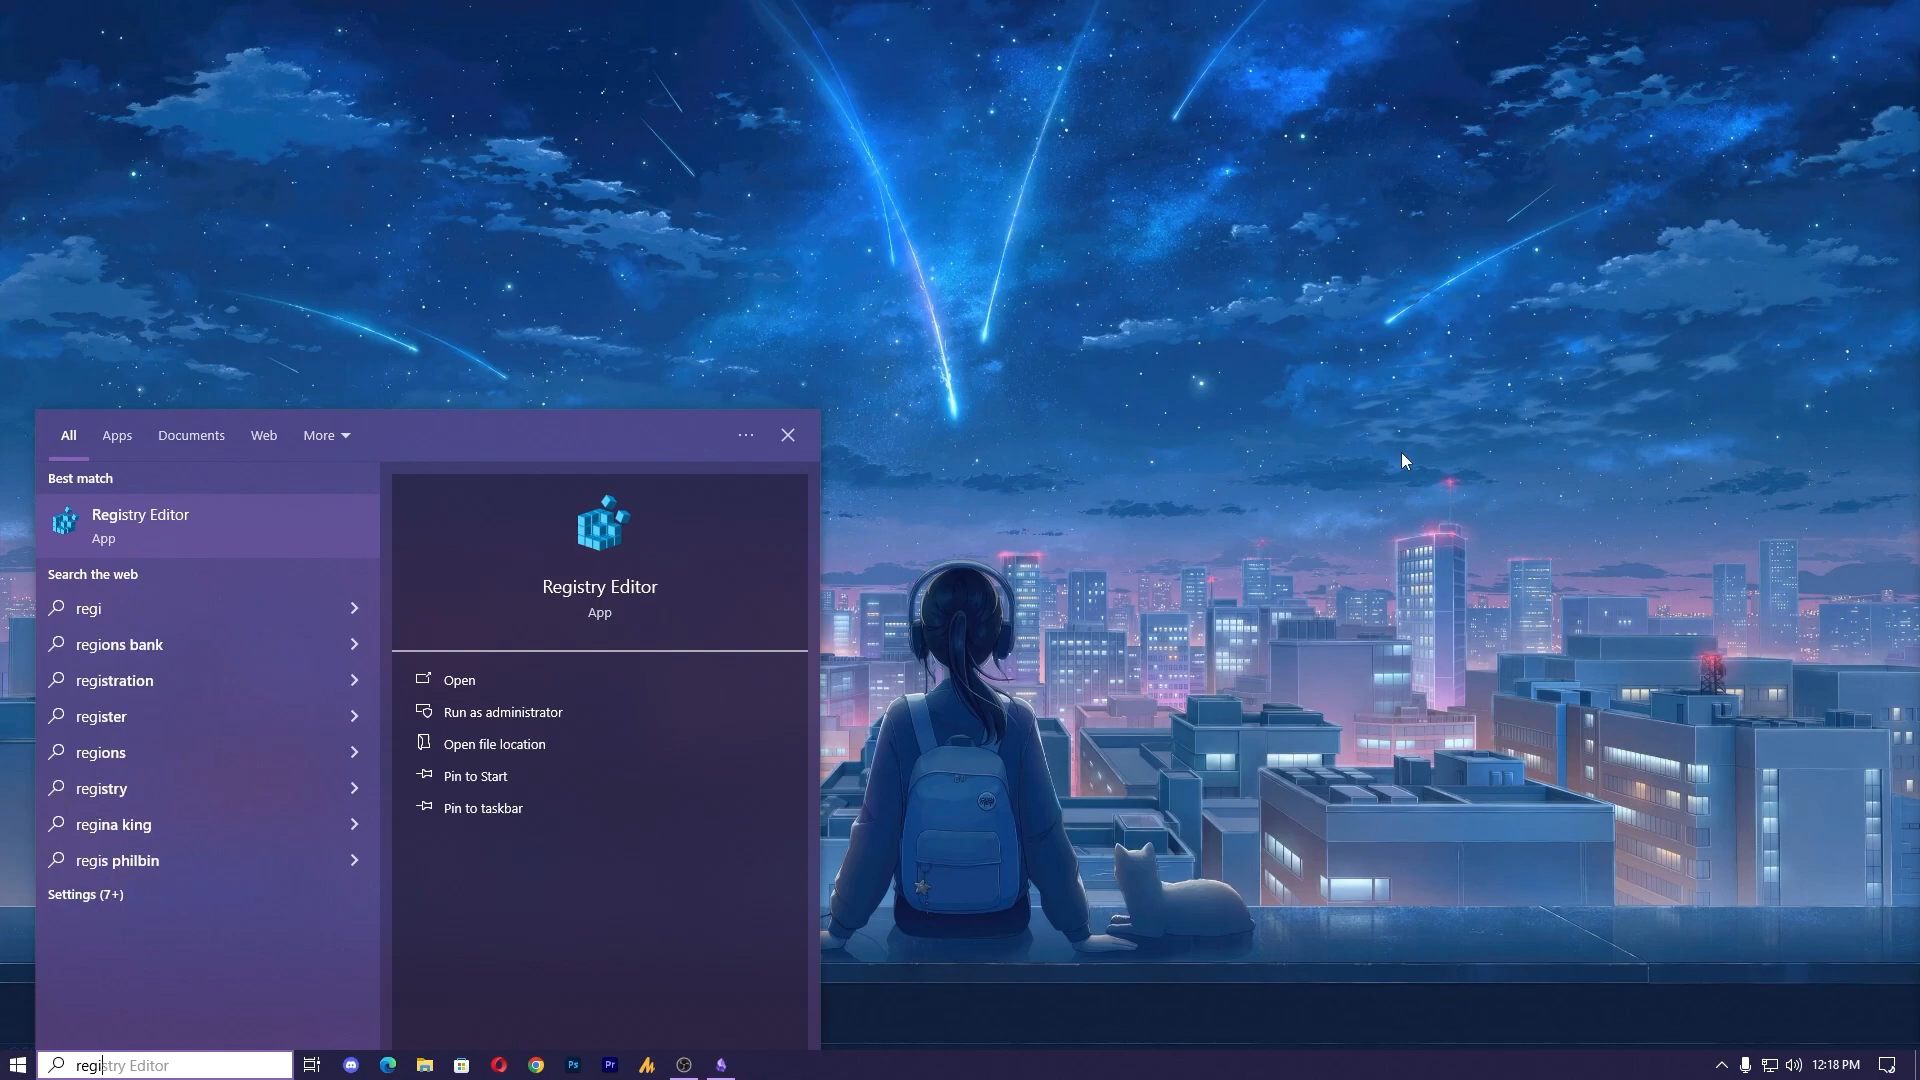 All Apps Documents Web More
Best match
Registry Editor
App
Search the web
regi
regions bank
registration
register
regions
registry
regina king
regis philbin
Settings (7+)
Registry Editor
App
Open
Run as administrator
Open file location
Pin to Start
Pin to taskbar
registry Editor
Ps
Pr
12:18 PM